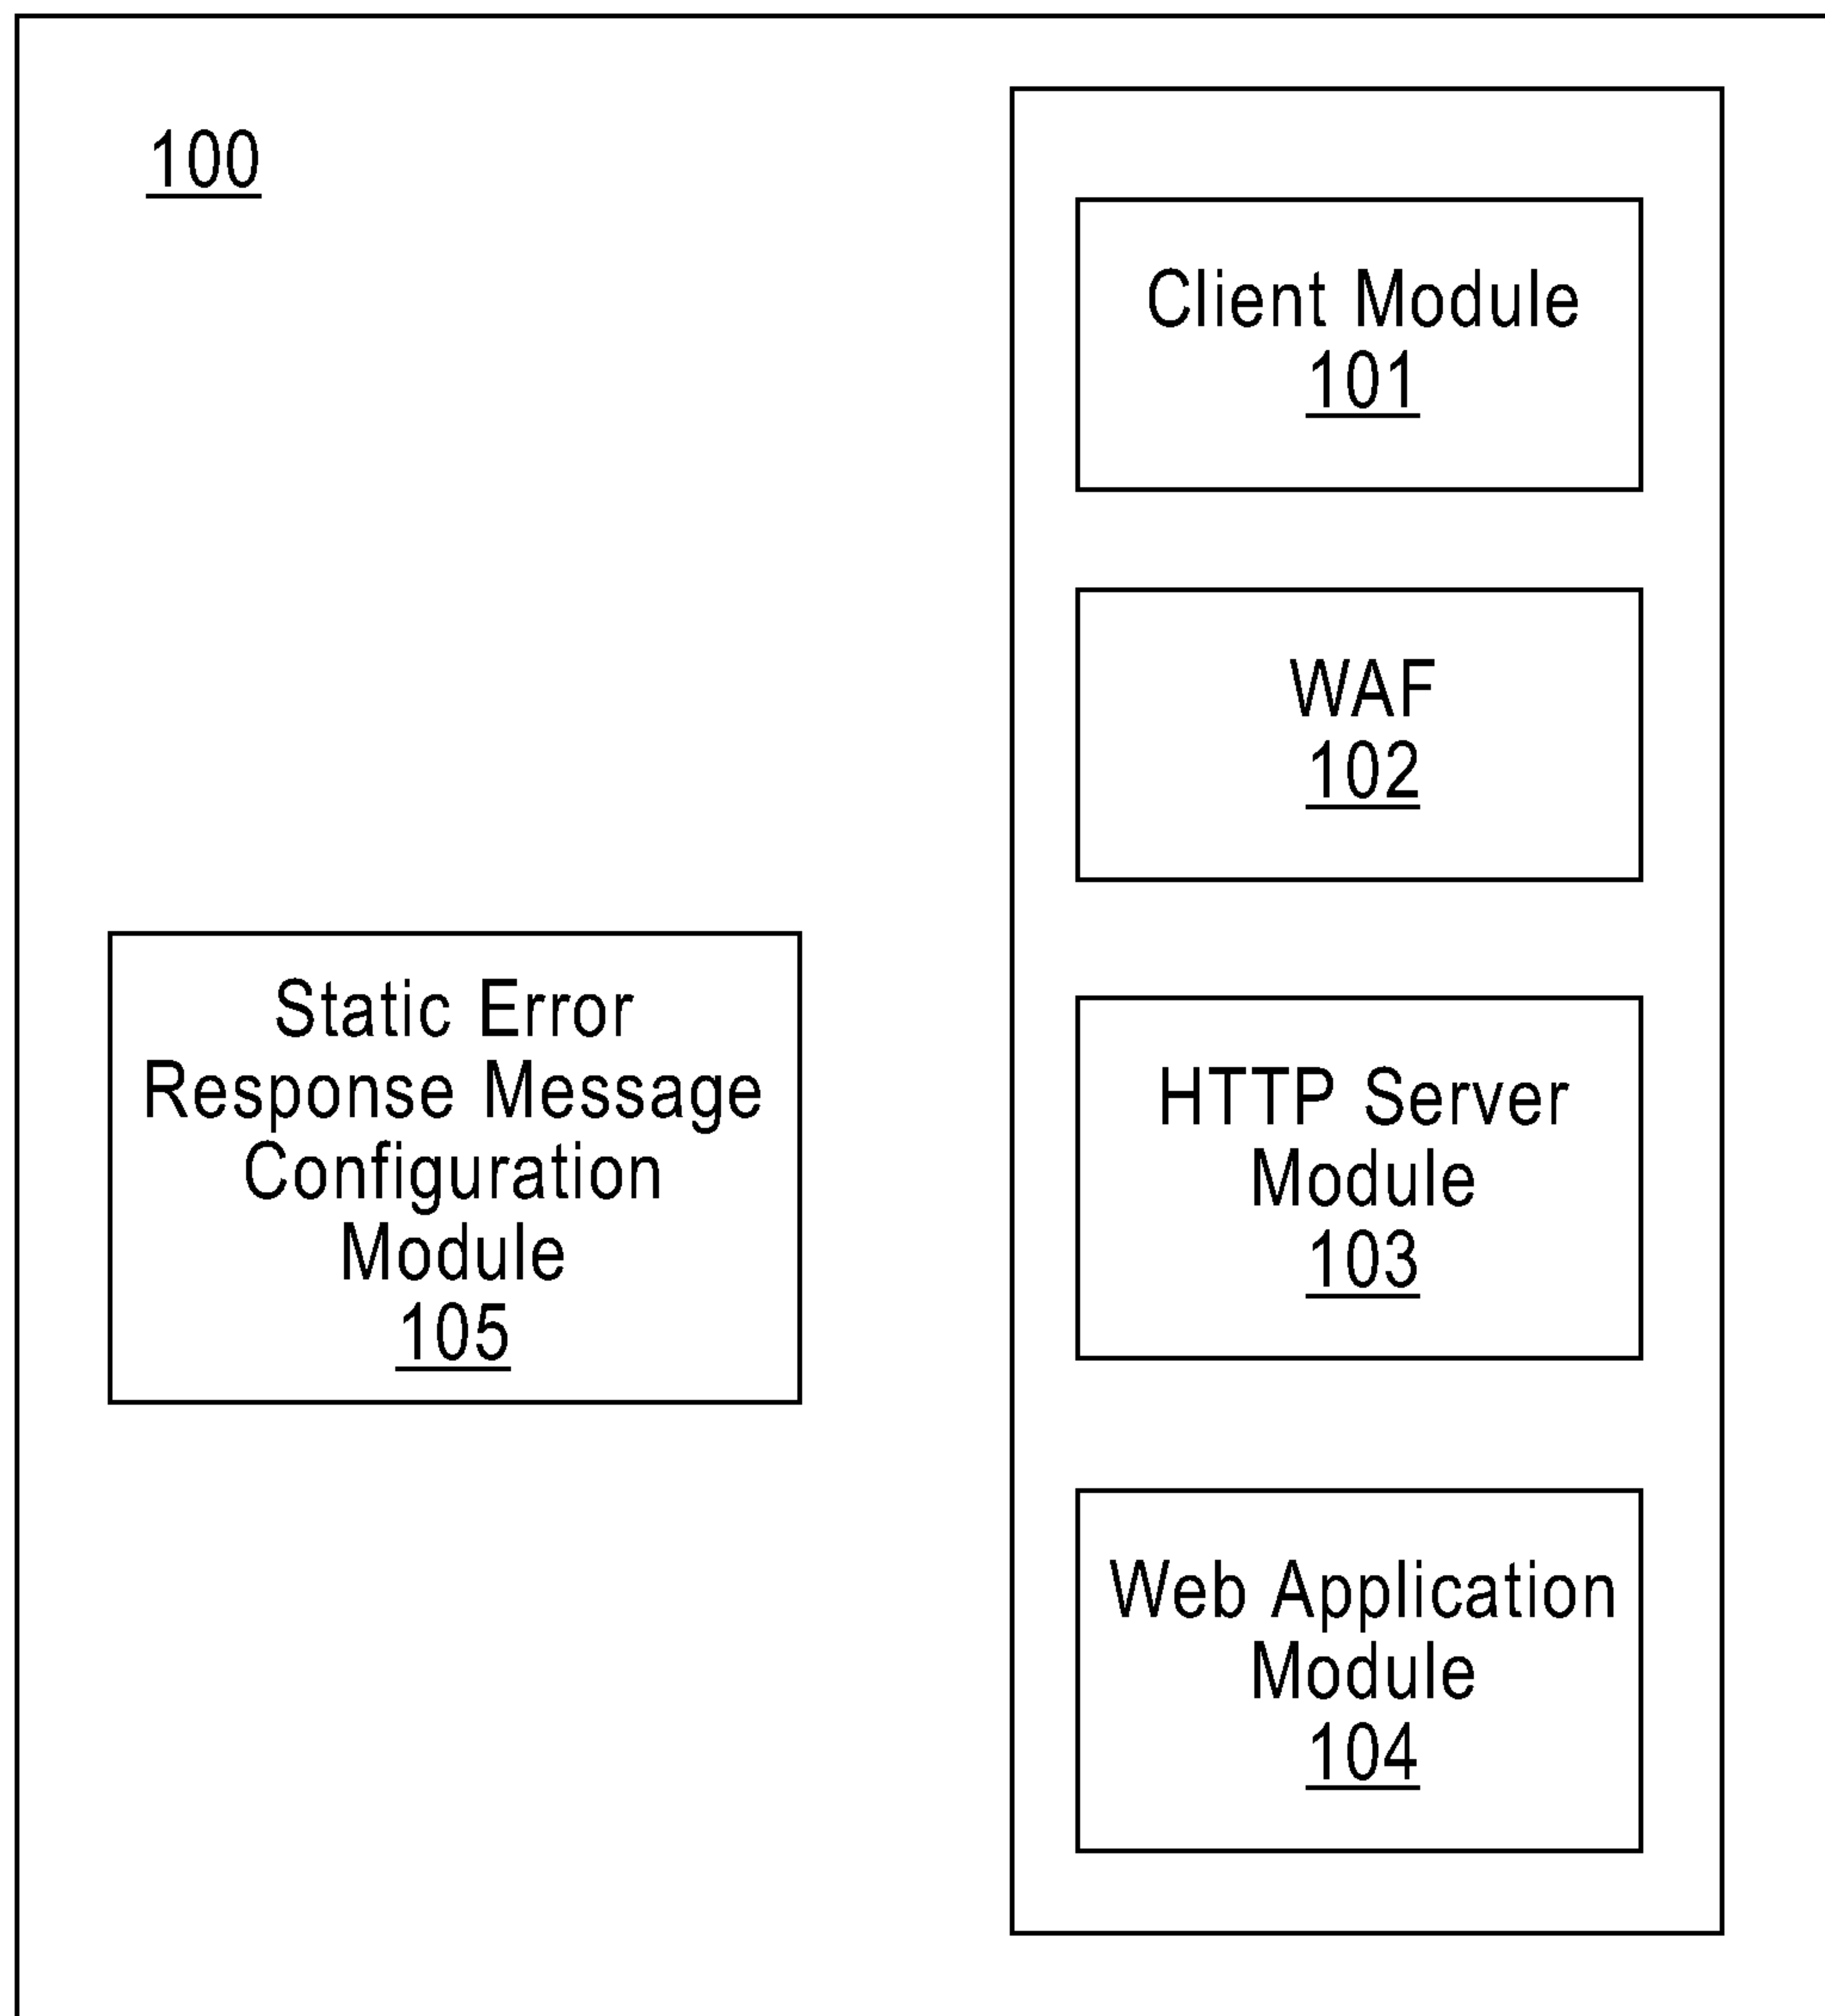 100
Client Module
101
WAF
102
HTTP Server
Module
103
Web Application
Module
104
Static Error
Response Message
Configuration
Module
105